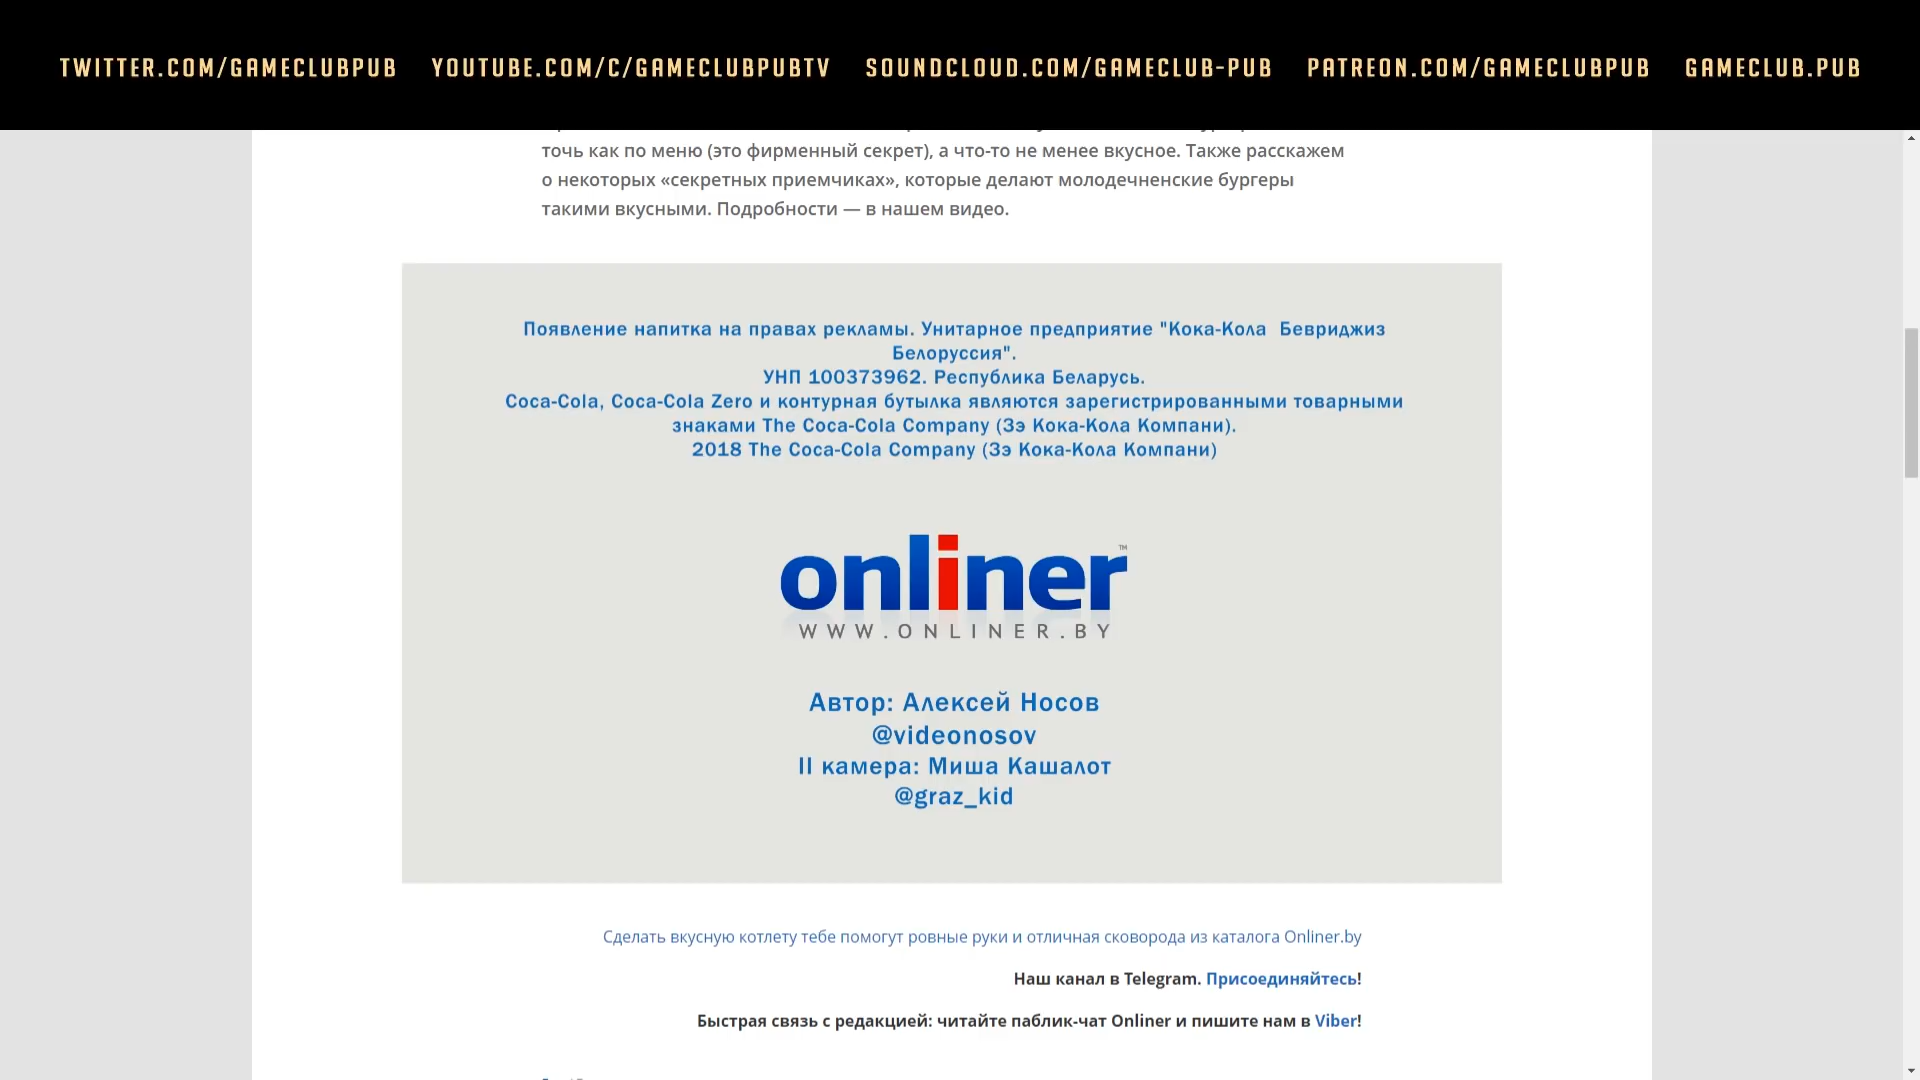 TWITTER.COM/GAMECLUBPUB YOUTUBE.COM/C/GAMECLUBPUBTV SOUNDCLOUD.COM/GAMECLUB-PUB PATREON.COM/GAMECLUBPUB GAMECLUB.PUB
точь как по меню (это фирменный секрет), а что-то не менее вкусное. Также расскажем
о некоторых «секретных приемчиках», которые делают молодечненские бургеры
такими вкусными. Подробности — в нашем видео.
Появление напитка на правах рекламы. Унитарное предприятие "Кока-Кола Бевриджиз
Белоруссия".
УНП 100373962. Республика Беларусь.
Coca-Cola, Coca-Cola Zero и контурная бутылка являются зарегистрированными товарными
знаками The Coca-Cola Company (Зэ Кока-Кола Компани).
2018 The Coca-Cola Company (Зэ Кока-Кола Компани)
onliner™
WWW.ONLINER.BY
Автор: Алексей Носов
@videonosov
II камера: Миша Кашалот
@graz_kid
Сделать вкусную котлету тебе помогут ровные руки и отличная сковорода из каталога Onliner.by
Наш канал в Telegram. Присоединяйтесь!
Быстрая связь с редакцией: читайте паблик-чат Onliner и пишите нам в Viber!